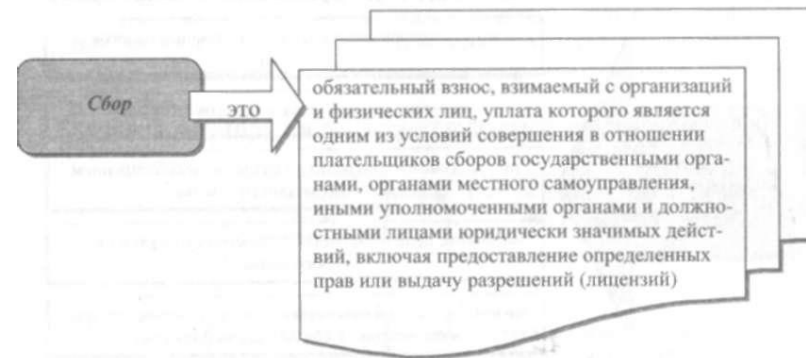 Сбор
это
обязательный взнос, взимаемый с организаций
и физических лиц, уплата которого является
одним из условий совершения в отношении
плательщиков сборов государственными орга-
нами, органами местного самоуправления,
иными уполномоченными органами и должно-
стными лицами юридически значимых дейст-
вий, включая предоставление определенных
прав или выдачу разрешений (лицензий)